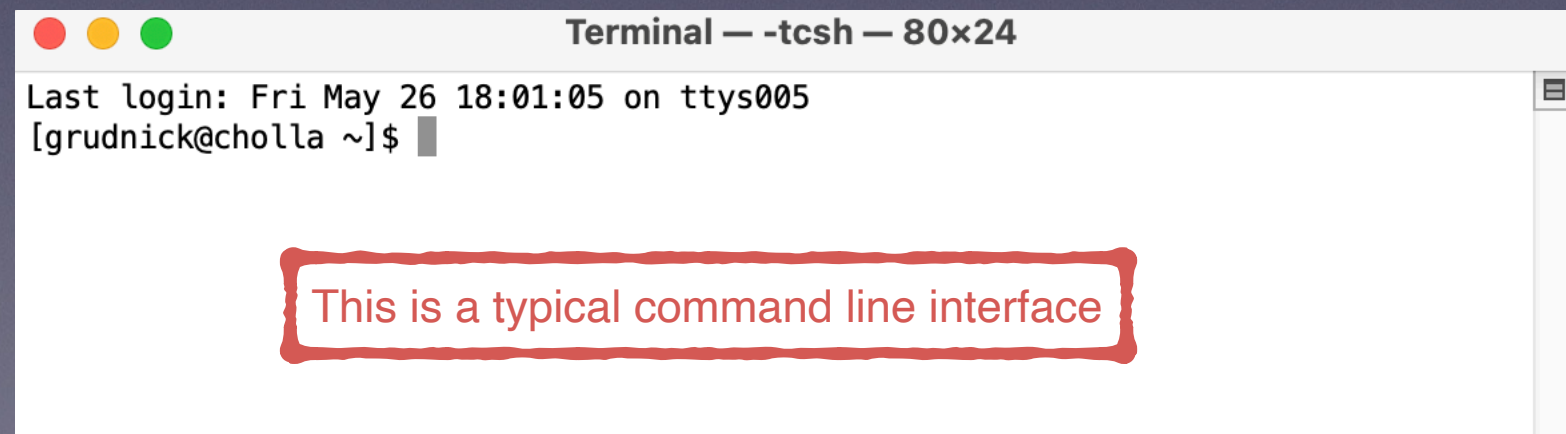 Terminal — -tcsh — 80×24
Last login: Fri May 26 18:01:05 on ttys005
[grudnick@cholla ~]$
This is a typical command line interface